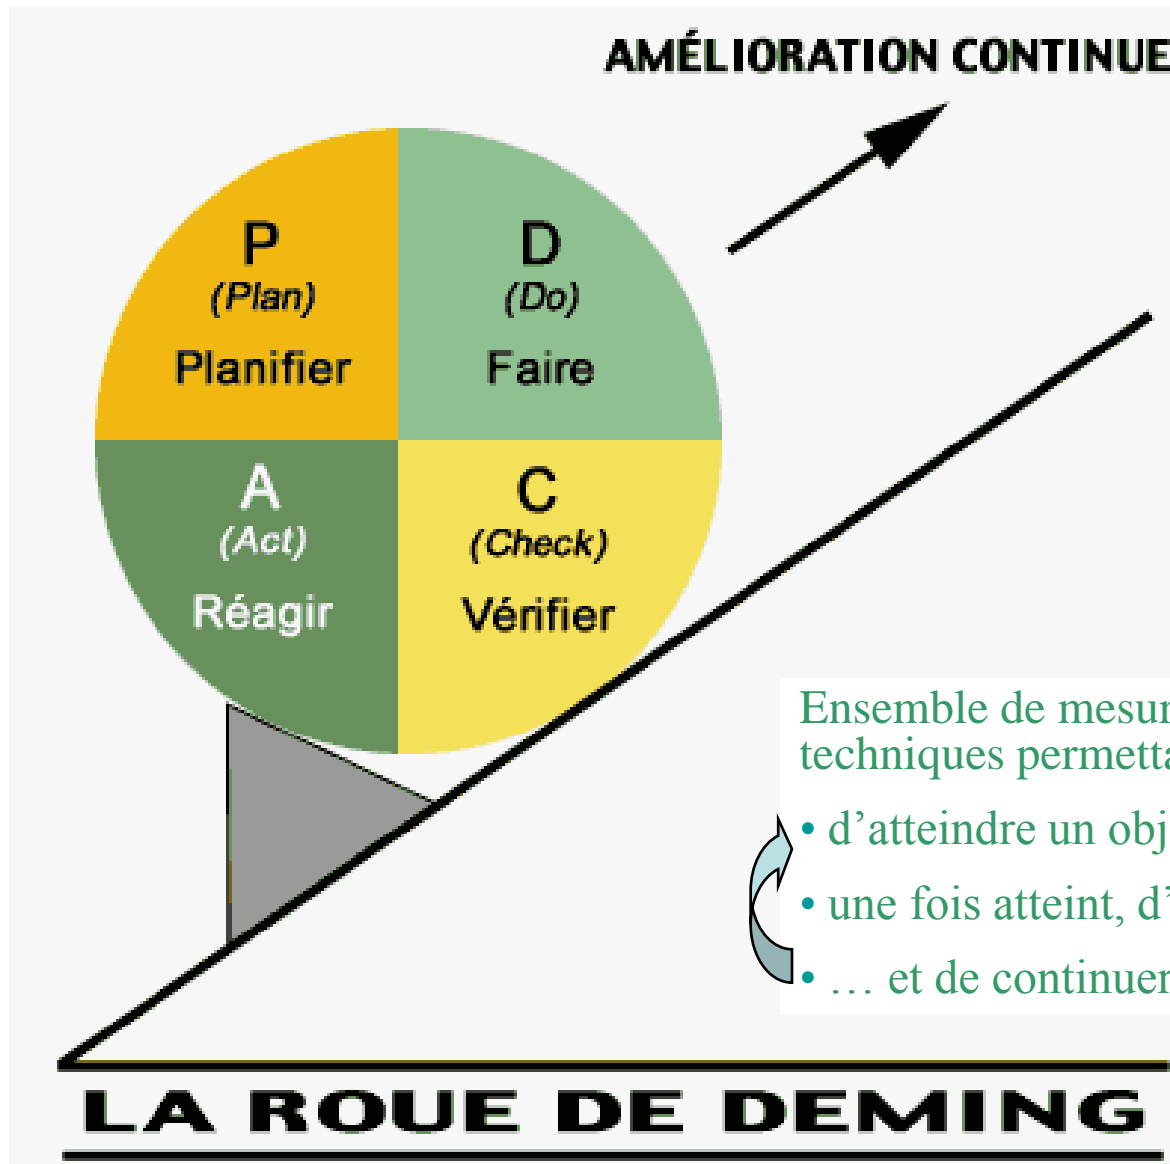 AMÉLIORATION CONTINUE
P
(Plan)
Planifier
D
(Do)
Faire
A
(Act)
Réagir
C
(Check)
Vérifier
Ensemble de mesur
techniques permetta
• d’atteindre un obj
• une fois atteint, d’
• … et de continuer
LA ROUE DE DEMING